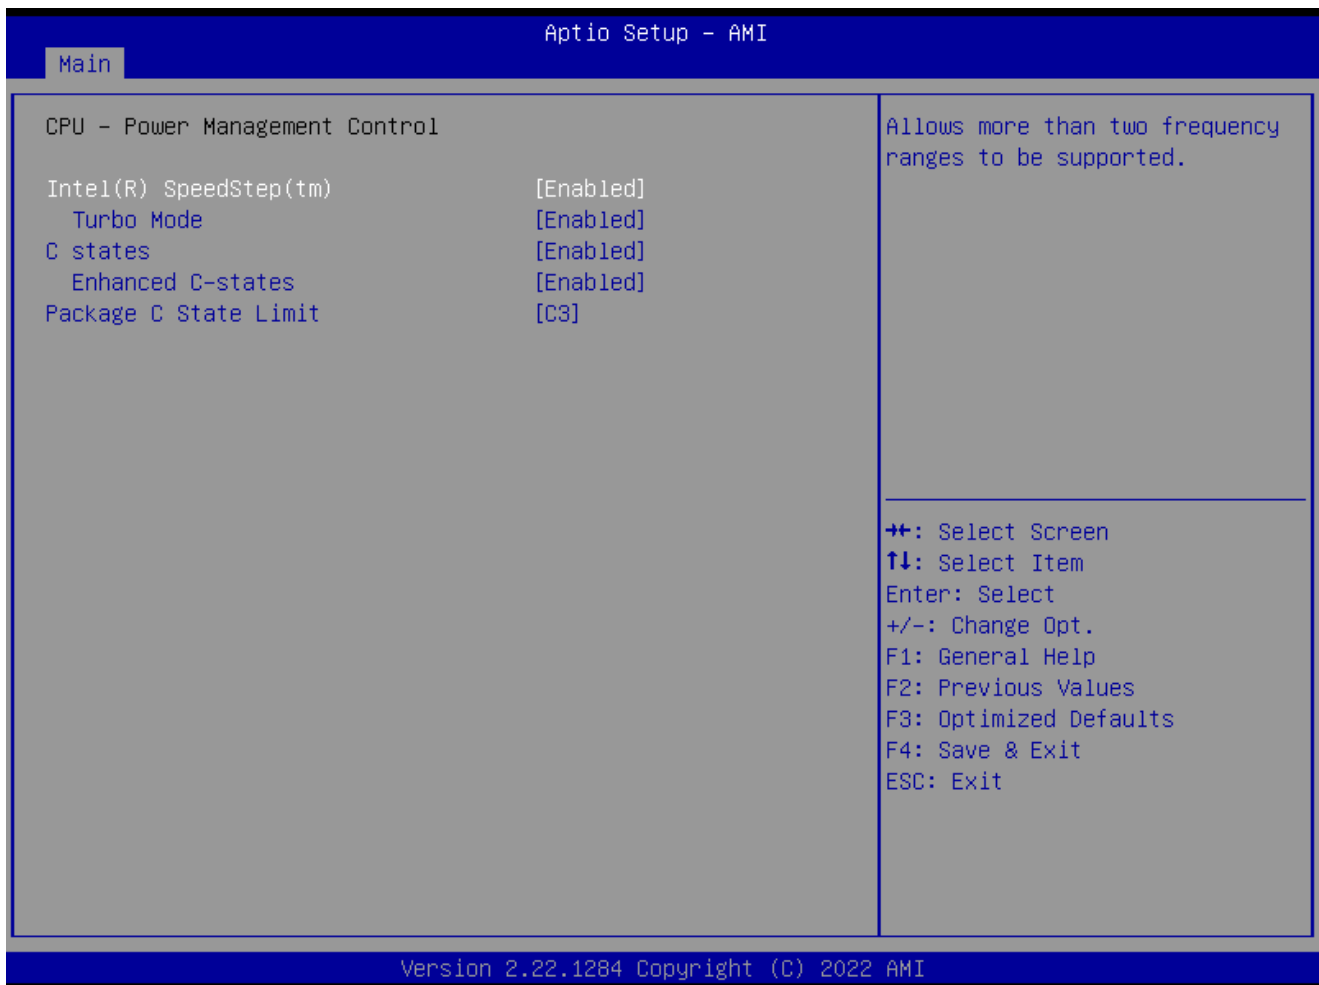 Aptio Setup – AMI
Main
CPU – Power Management Control
Intel(R) SpeedStep(tm) [Enabled]
Turbo Mode [Enabled]
C states [Enabled]
Enhanced C-states [Enabled]
Package C State Limit [C3]
Allows more than two frequency
ranges to be supported.
→←: Select Screen
↑↓: Select Item
Enter: Select
+/-: Change Opt.
F1: General Help
F2: Previous Values
F3: Optimized Defaults
F4: Save & Exit
ESC: Exit
Version 2.22.1284 Copyright (C) 2022 AMI